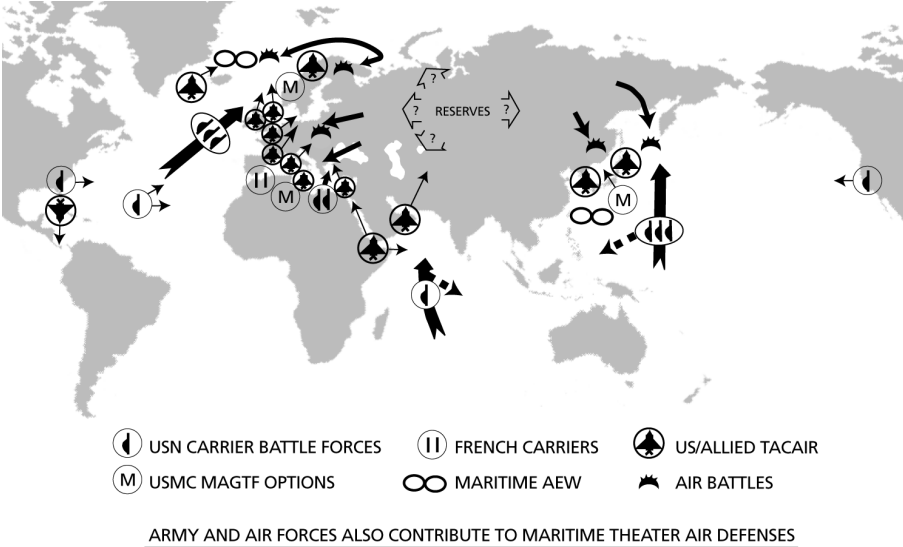 M
?
?
RESERVES
?
?
M
M
USN CARRIER BATTLE FORCES
FRENCH CARRIERS
US/ALLIED TACAIR
M
USMC MAGTF OPTIONS
MARITIME AEW
AIR BATTLES
ARMY AND AIR FORCES ALSO CONTRIBUTE TO MARITIME THEATER AIR DEFENSES